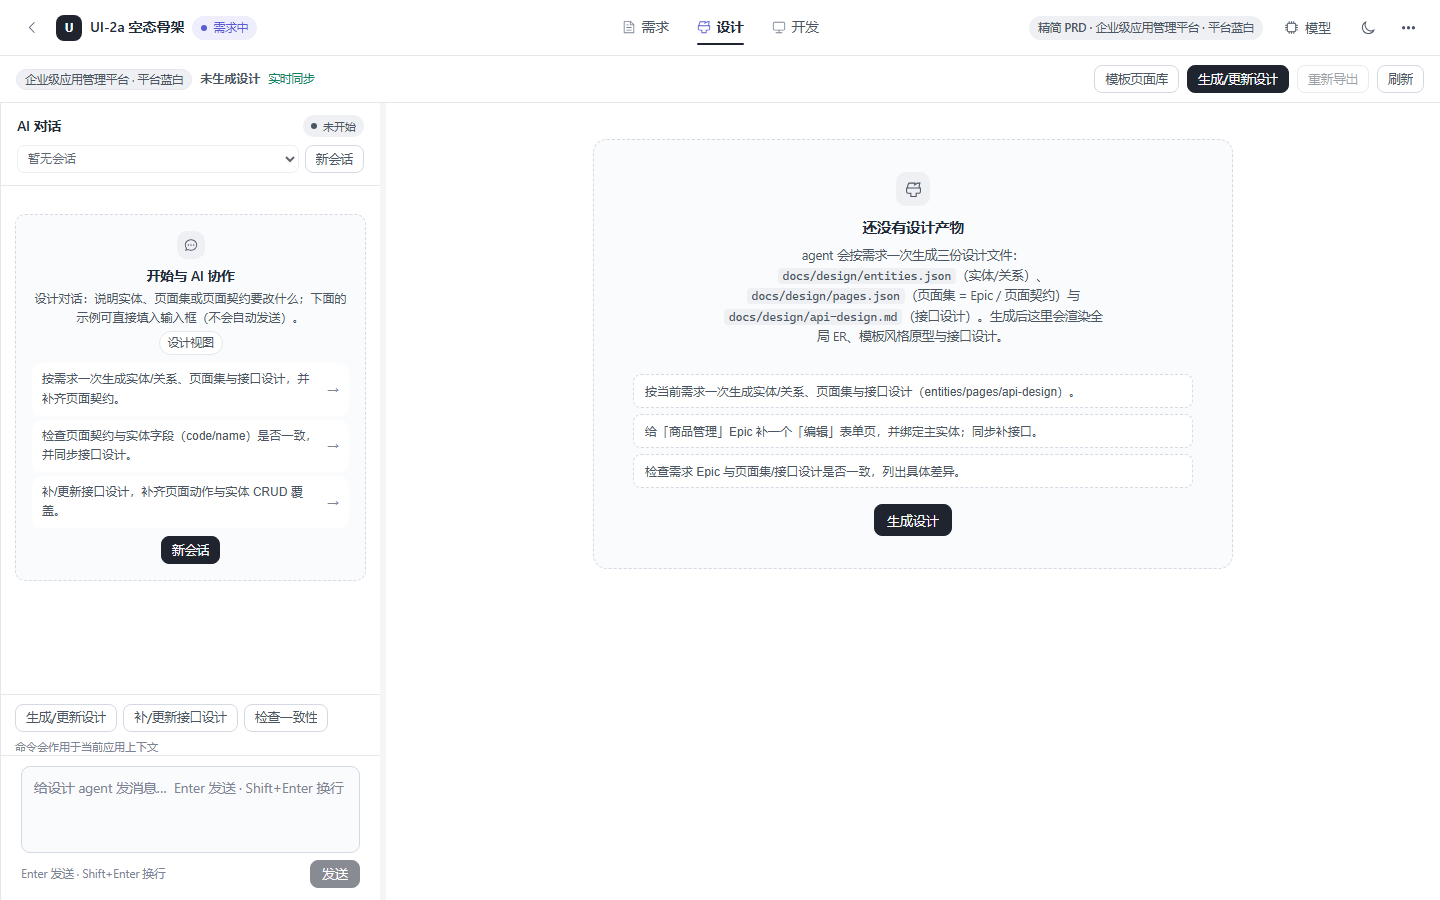 U UI-2a 空态骨架 需求中 需求 设计 开发 精简 PRD · 企业级应用管理平台 · 平台蓝白 模型
企业级应用管理平台 · 平台蓝白 未生成设计 实时同步 模板页面库 生成/更新设计 重新导出 刷新
AI 对话 未开始
暂无会话 新会话
开始与 AI 协作
设计对话：说明实体、页面集或页面契约要改什么；下面的
示例可直接填入输入框（不会自动发送）。
设计视图
按需求一次生成实体/关系、页面集与接口设计，并
补齐页面契约。 →
检查页面契约与实体字段（code/name）是否一致，
并同步接口设计。 →
补/更新接口设计，补齐页面动作与实体 CRUD 覆
盖。 →
新会话
生成/更新设计 补/更新接口设计 检查一致性
命令会作用于当前应用上下文
给设计 agent 发消息... Enter 发送 · Shift+Enter 换行
Enter 发送 · Shift+Enter 换行 发送
还没有设计产物
agent 会按需求一次生成三份设计文件：
docs/design/entities.json （实体/关系）、
docs/design/pages.json （页面集 = Epic / 页面契约）与
docs/design/api-design.md （接口设计）。生成后这里会渲染全
局 ER、模板风格原型与接口设计。
按当前需求一次生成实体/关系、页面集与接口设计（entities/pages/api-design）。
给「商品管理」Epic 补一个「编辑」表单页，并绑定主实体；同步补接口。
检查需求 Epic 与页面集/接口设计是否一致，列出具体差异。
生成设计